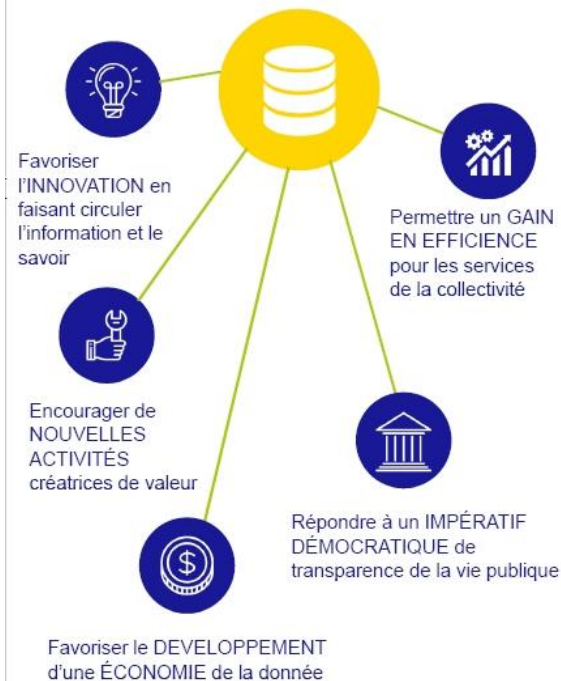 Favoriser
l'INNOVATION en
faisant circuler
l'information et le
savoir
Permettre un GAIN
EN EFFICIENCE
pour les services
de la collectivité
Encourager de
NOUVELLES
ACTIVITÉS
créatrices de valeur
Répondre à un IMPÉRATIF
DÉMOCRATIQUE de
transparence de la vie publique
$
Favoriser le DEVELOPPEMENT
d'une ÉCONOMIE de la donnée